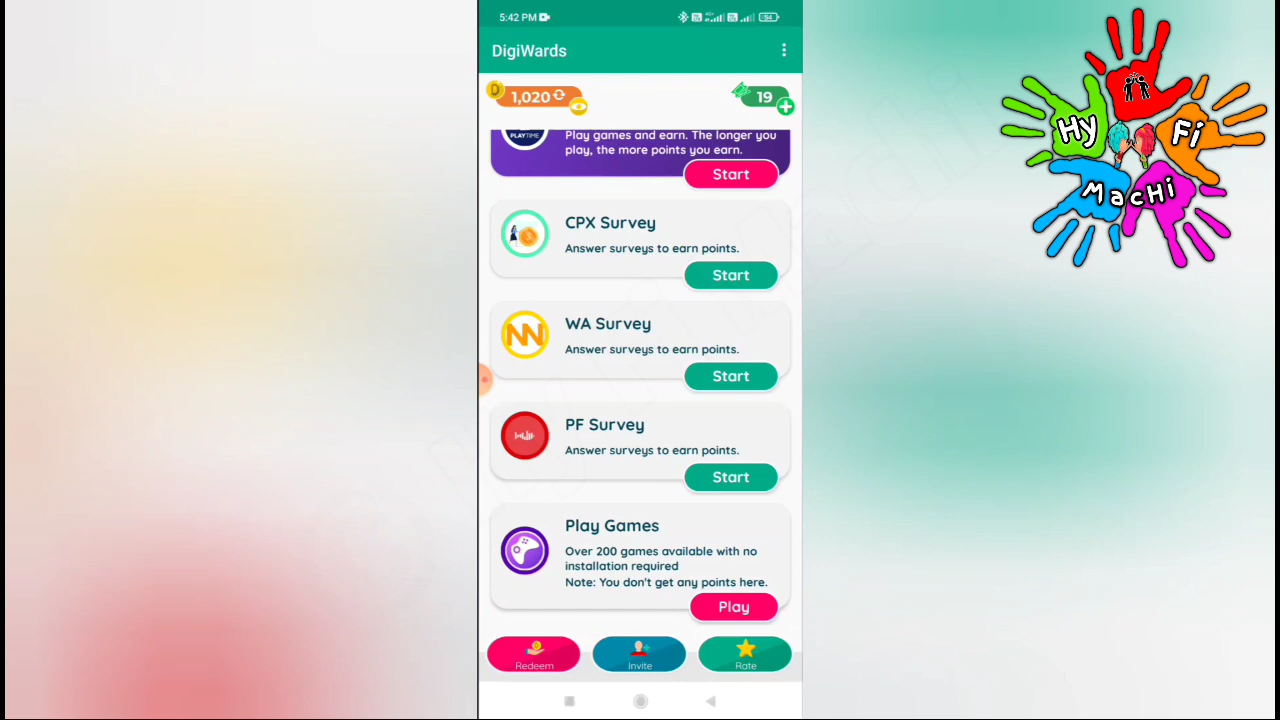 5:42 PM
54
DigiWards
1,020
19
PLAYTIME
Play games and earn. The longer you
play, the more points you earn.
Start
CPX Survey
Answer surveys to earn points.
Start
WA Survey
Answer surveys to earn points.
Start
PF Survey
Answer surveys to earn points.
Start
Play Games
Over 200 games available with no
installation required
Note: You don't get any points here.
Play
Redeem
Invite
Rate
Hy
Fi
MacHi